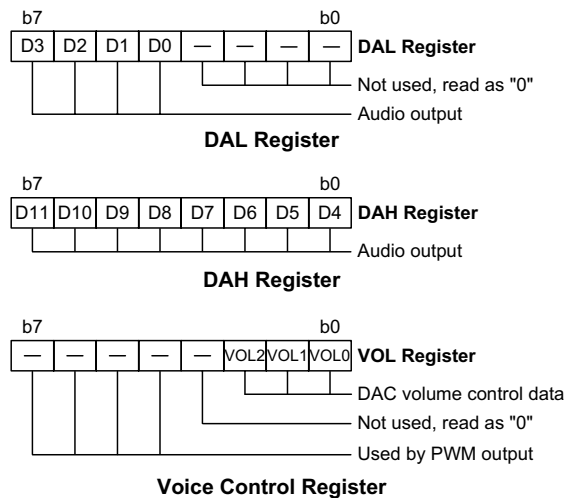 b7 b0
D3 D2 D1 D0 — — — — DAL Register
Not used, read as "0"
Audio output
DAL Register
b7 b0
D11 D10 D9 D8 D7 D6 D5 D4 DAH Register
Audio output
DAH Register
b7 b0
— — — — — VOL2 VOL1 VOL0 VOL Register
DAC volume control data
Not used, read as "0"
Used by PWM output
Voice Control Register